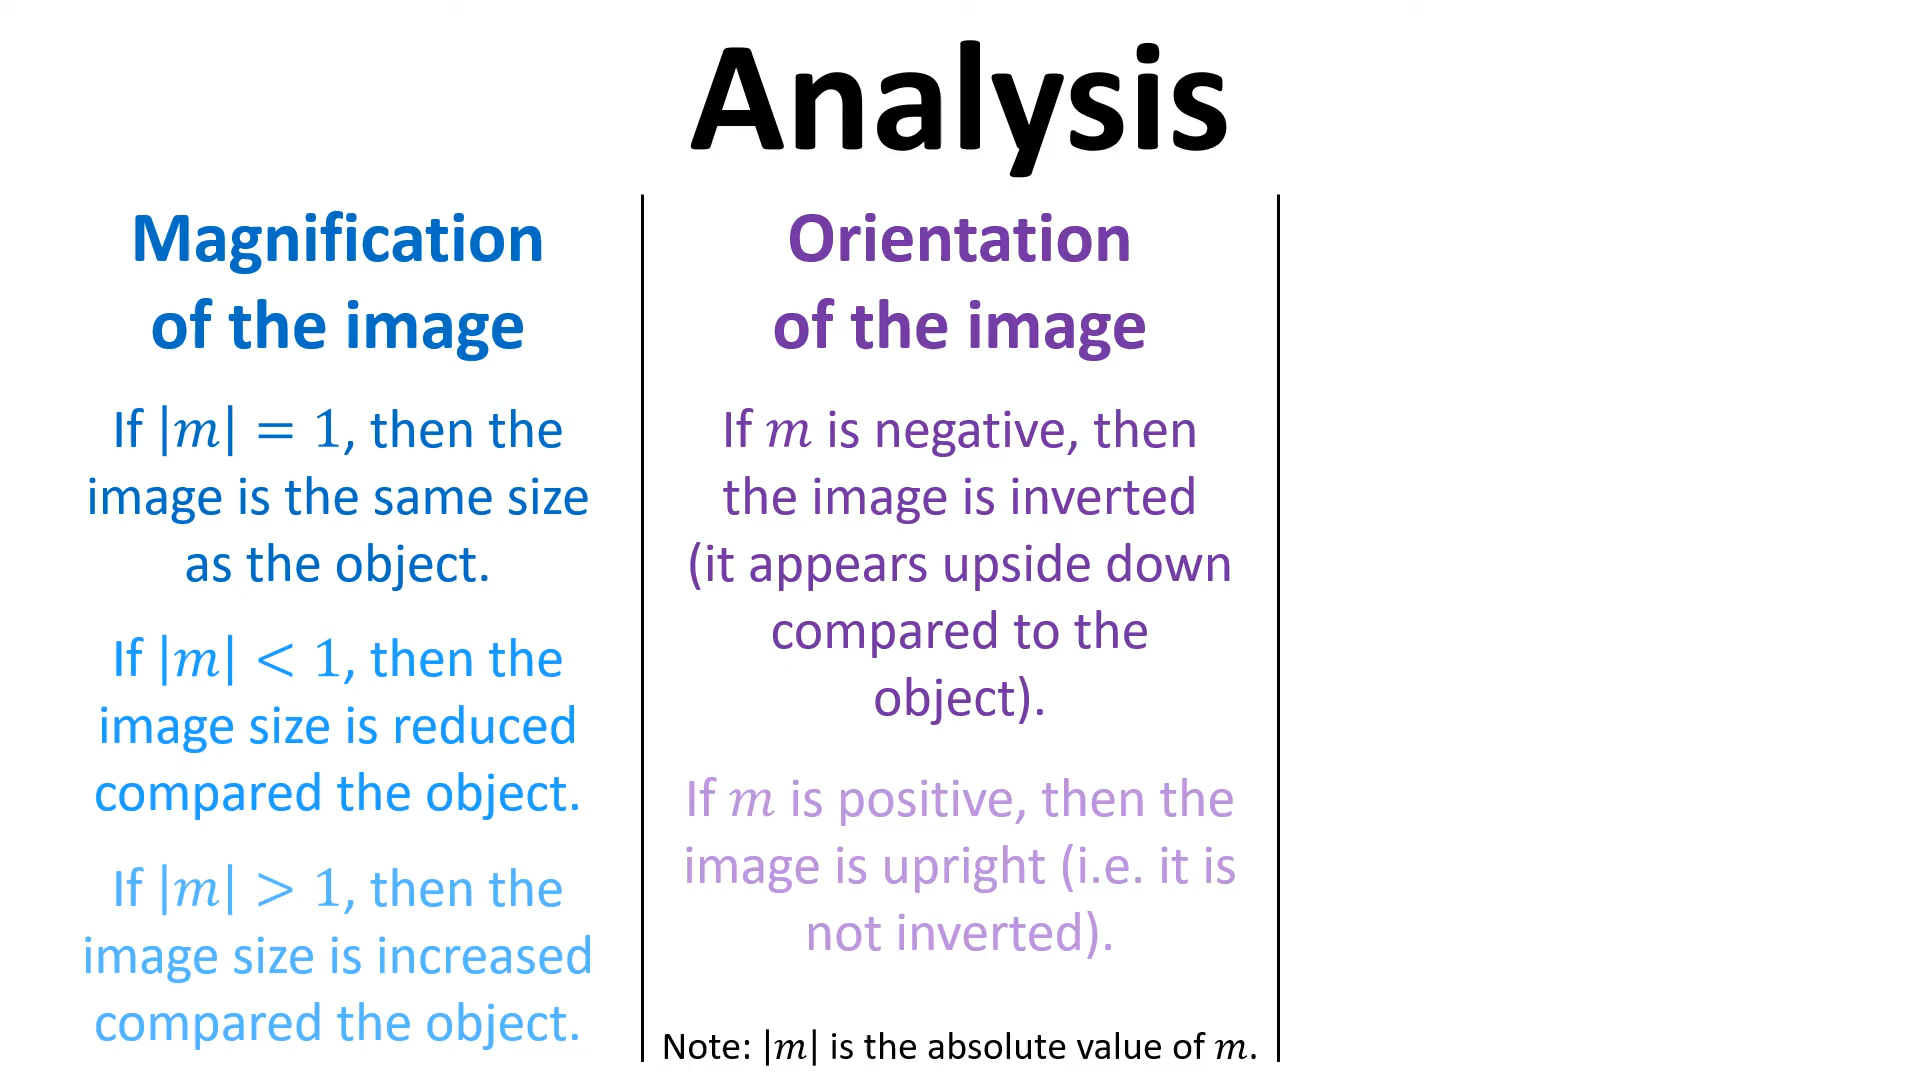 Analysis
Magnification
of the image
If |m| = 1, then the
image is the same size
as the object.
If |m| < 1, then the
image size is reduced
compared the object.
If |m| > 1, then the
image size is increased
compared the object.
Orientation
of the image
If m is negative, then
the image is inverted
(it appears upside down
compared to the
object).
If m is positive, then the
image is upright (i.e. it is
not inverted).
Note: |m| is the absolute value of m.